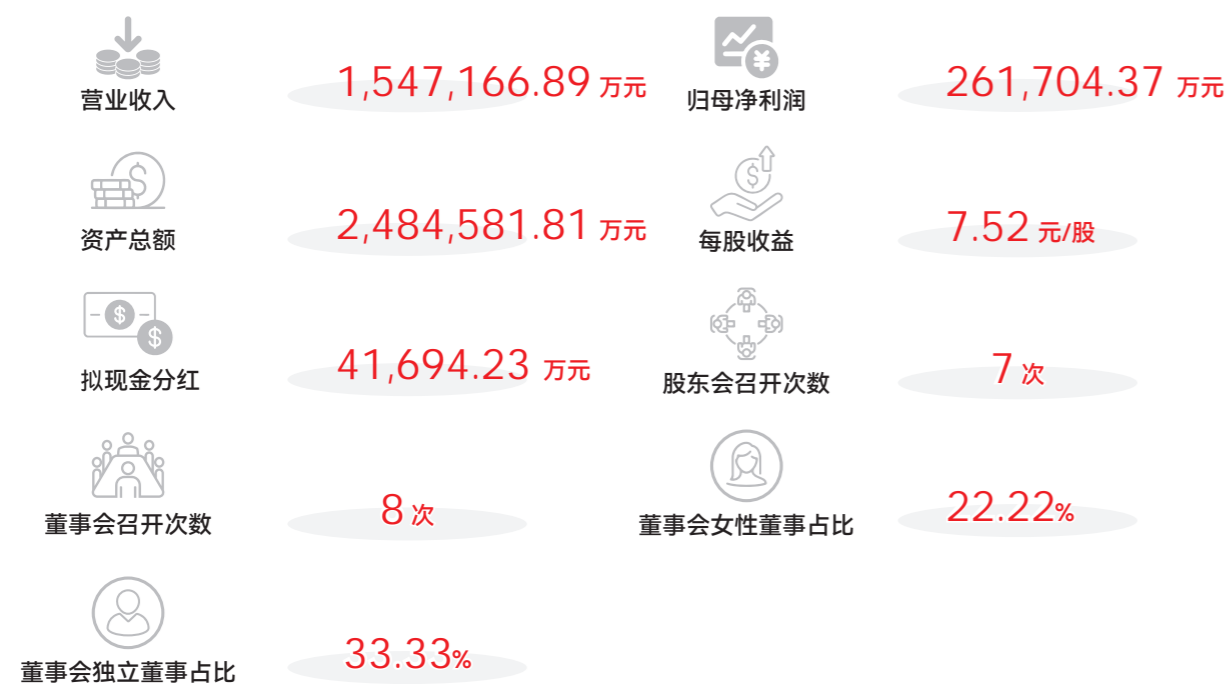 营业收入
1,547,166.89 万元
归母净利润
261,704.37 万元
资产总额
2,484,581.81 万元
每股收益
7.52 元/股
拟现金分红
41,694.23 万元
股东会召开次数
7 次
董事会召开次数
8 次
董事会女性董事占比
22.22%
董事会独立董事占比
33.33%